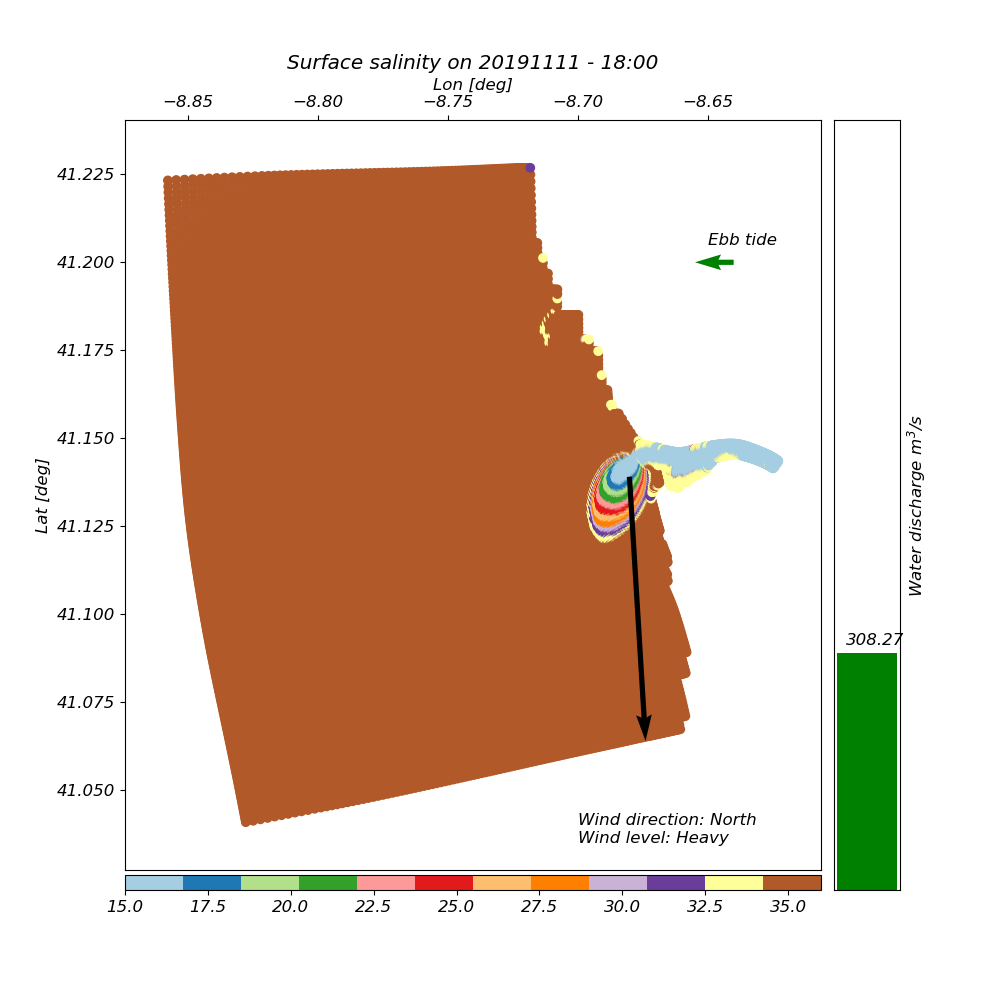 Surface salinity on 20191111 - 18:00
Lon [deg]
−8.85 −8.80 −8.75 −8.70 −8.65
41.225
Ebb tide
41.200
41.175
41.150
Lat [deg]
41.125
41.100
41.075
41.050
Water discharge m³/s
308.27
Wind direction: North
Wind level: Heavy
15.0 17.5 20.0 22.5 25.0 27.5 30.0 32.5 35.0